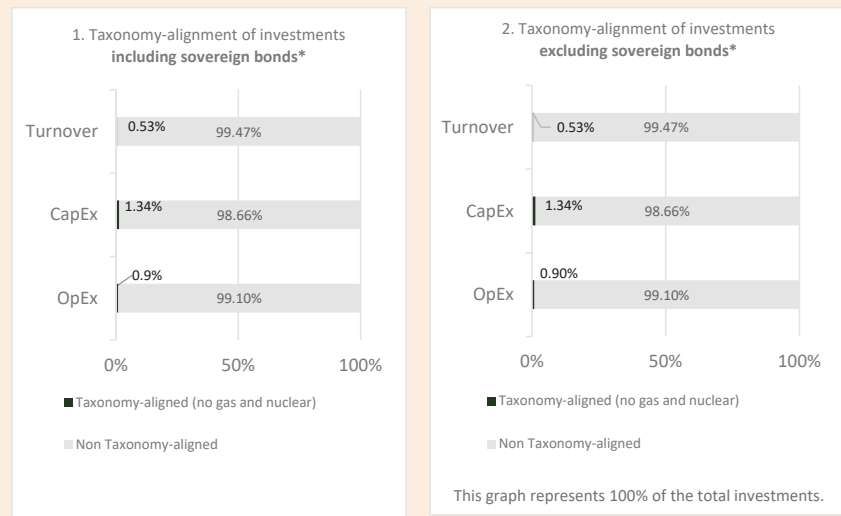 1. Taxonomy-alignment of investments
including sovereign bonds*
Turnover
0.53%
99.47%
CapEx
1.34%
98.66%
OpEx
0.9%
99.10%
0%
50%
100%
Taxonomy-aligned (no gas and nuclear)
Non Taxonomy-aligned
2. Taxonomy-alignment of investments
excluding sovereign bonds*
Turnover
0.53%
99.47%
CapEx
1.34%
98.66%
OpEx
0.90%
99.10%
0%
50%
100%
Taxonomy-aligned (no gas and nuclear)
Non Taxonomy-aligned
This graph represents 100% of the total investments.